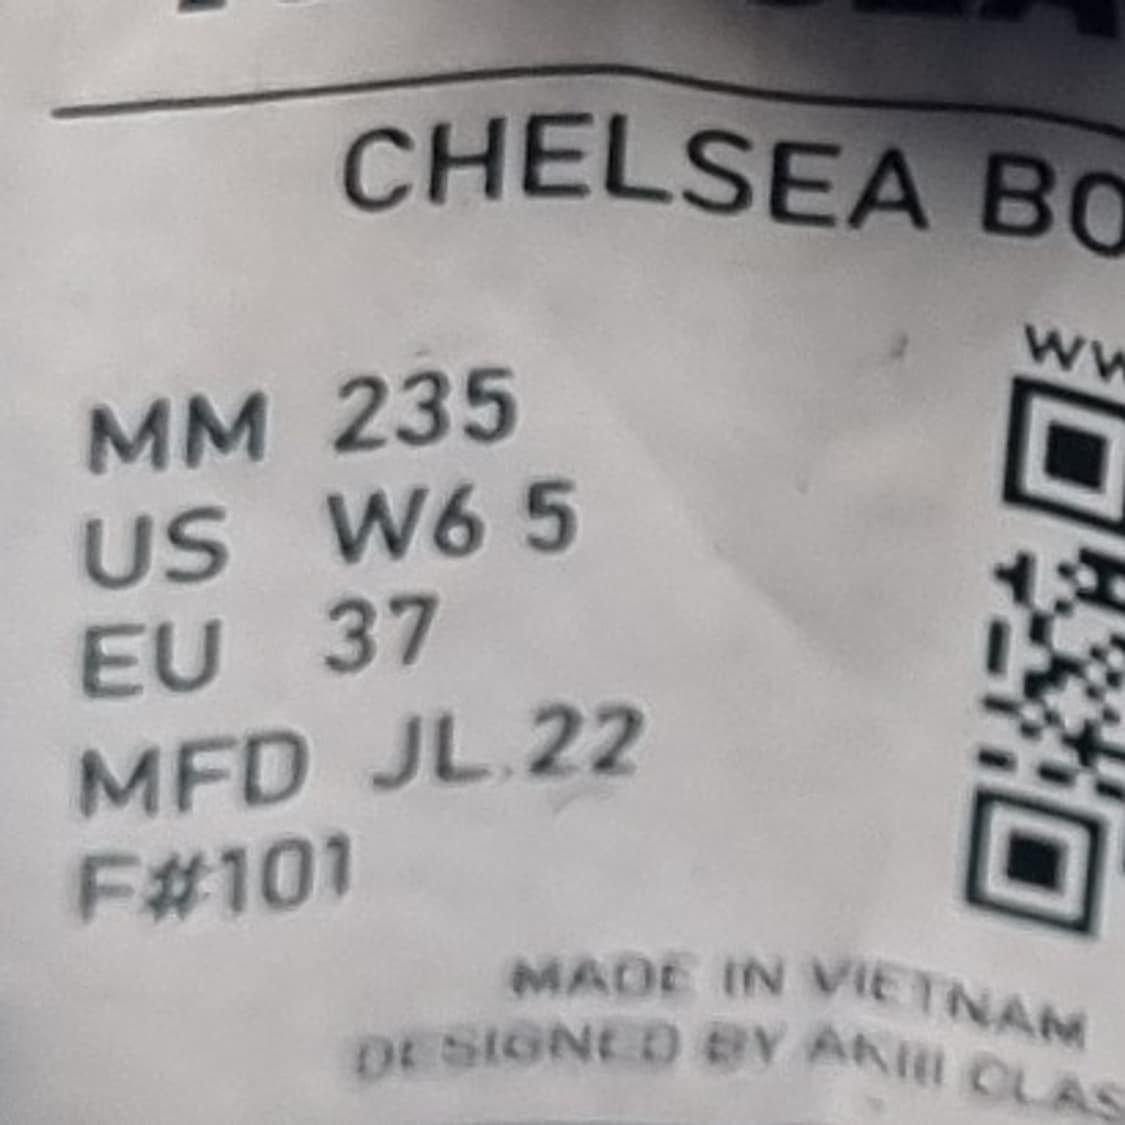 CHELSEA BO
WW
MM 235
US W6 5
EU 37
MFD JL.22
F#101
MADE IN VIETNAM
DESIGNED BY AKIII CLAS